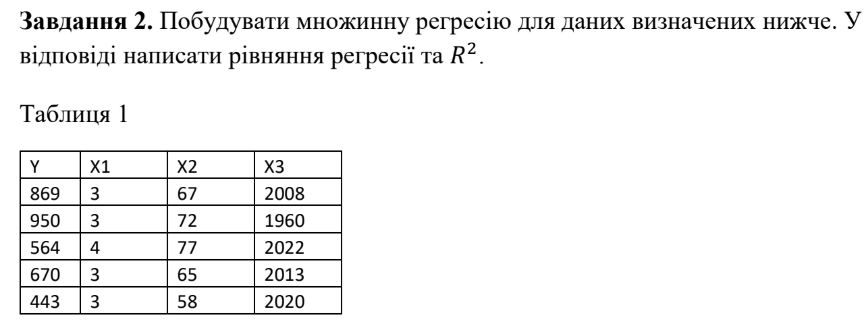 Завдання 2. Побудувати множинну регресію для даних визначених нижче. У
відповіді написати рівняння регресії та R².
Таблиця 1
Y X1 X2 X3
869 3 67 2008
950 3 72 1960
564 4 77 2022
670 3 65 2013
443 3 58 2020